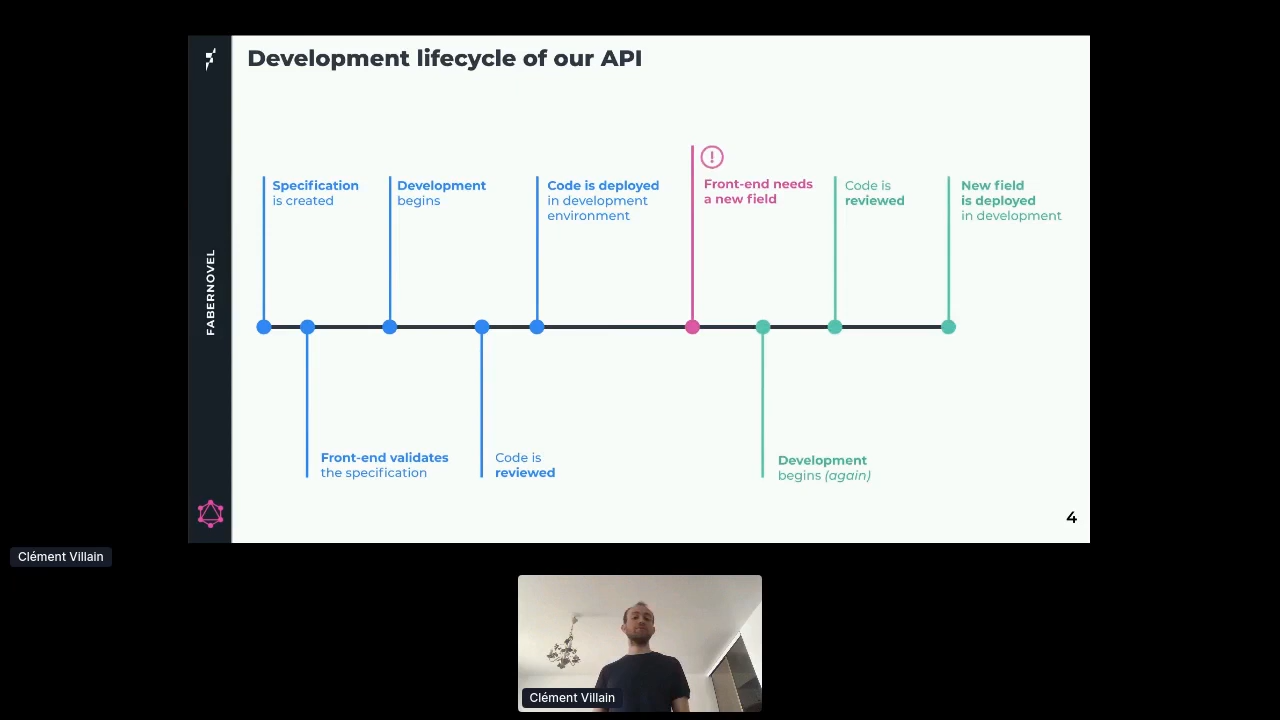 Development lifecycle of our API
FABERNOVEL
Specification
is created
Development
begins
Code is deployed
in development
environment
Front-end needs
a new field
Code is
reviewed
New field
is deployed
in development
Front-end validates
the specification
Code is
reviewed
Development
begins (again)
4
Clément Villain
Clément Villain